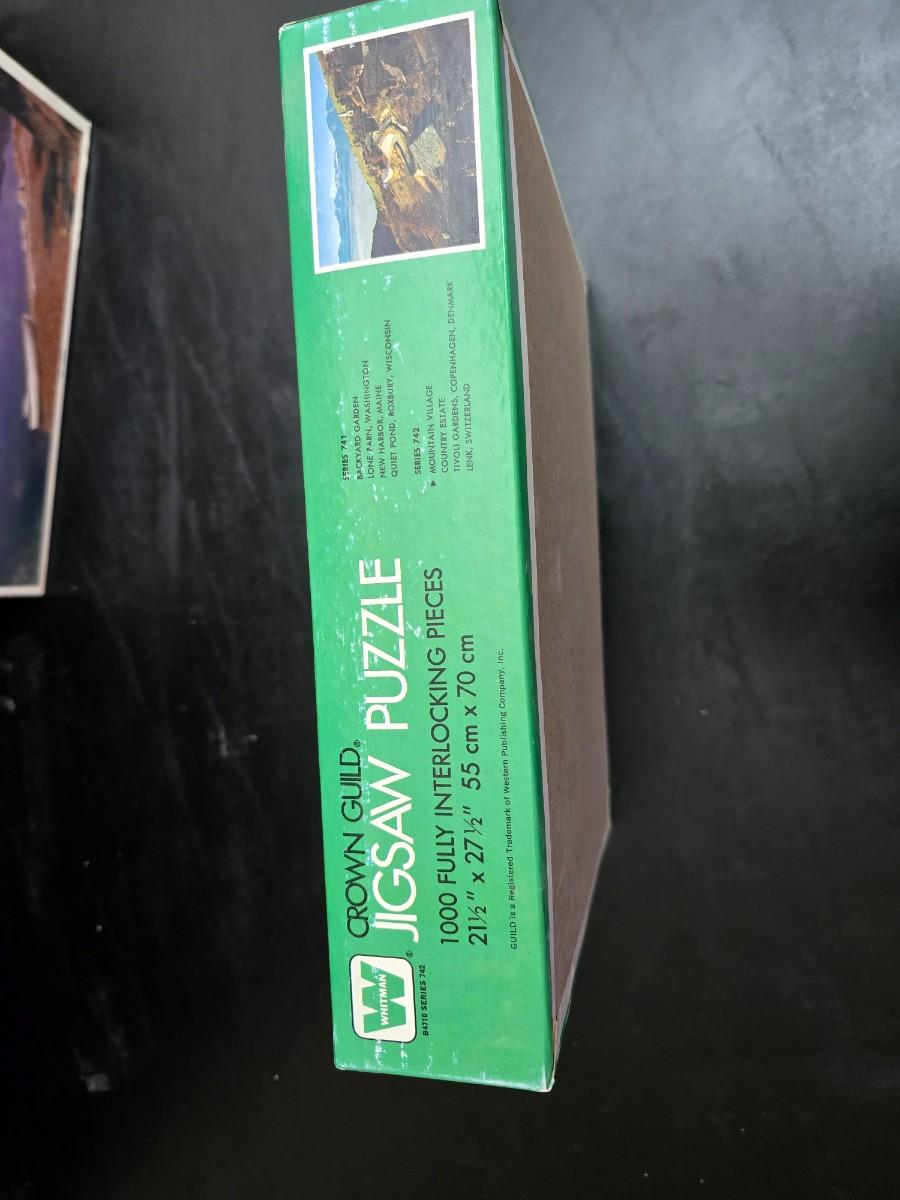 CROWN GUILD®
JIGSAW PUZZLE
WHITMAN
W
®
B4710 SERIES 742
1000 FULLY INTERLOCKING PIECES
21½" x 27½" 55 cm x 70 cm
GUILD is a Registered Trademark of Western Publishing Company, Inc.
SERIES 741
BACKYARD GARDEN
LONE PARN, WASHINGTON
NEW HARBOR, MAINE
QUIET POND, ROXBURY, WISCONSIN
SERIES 742
▶ MOUNTAIN VILLAGE
COUNTRY ESTATE
TIVOLI GARDENS, COPENHAGEN, DENMARK
LENK, SWITZERLAND